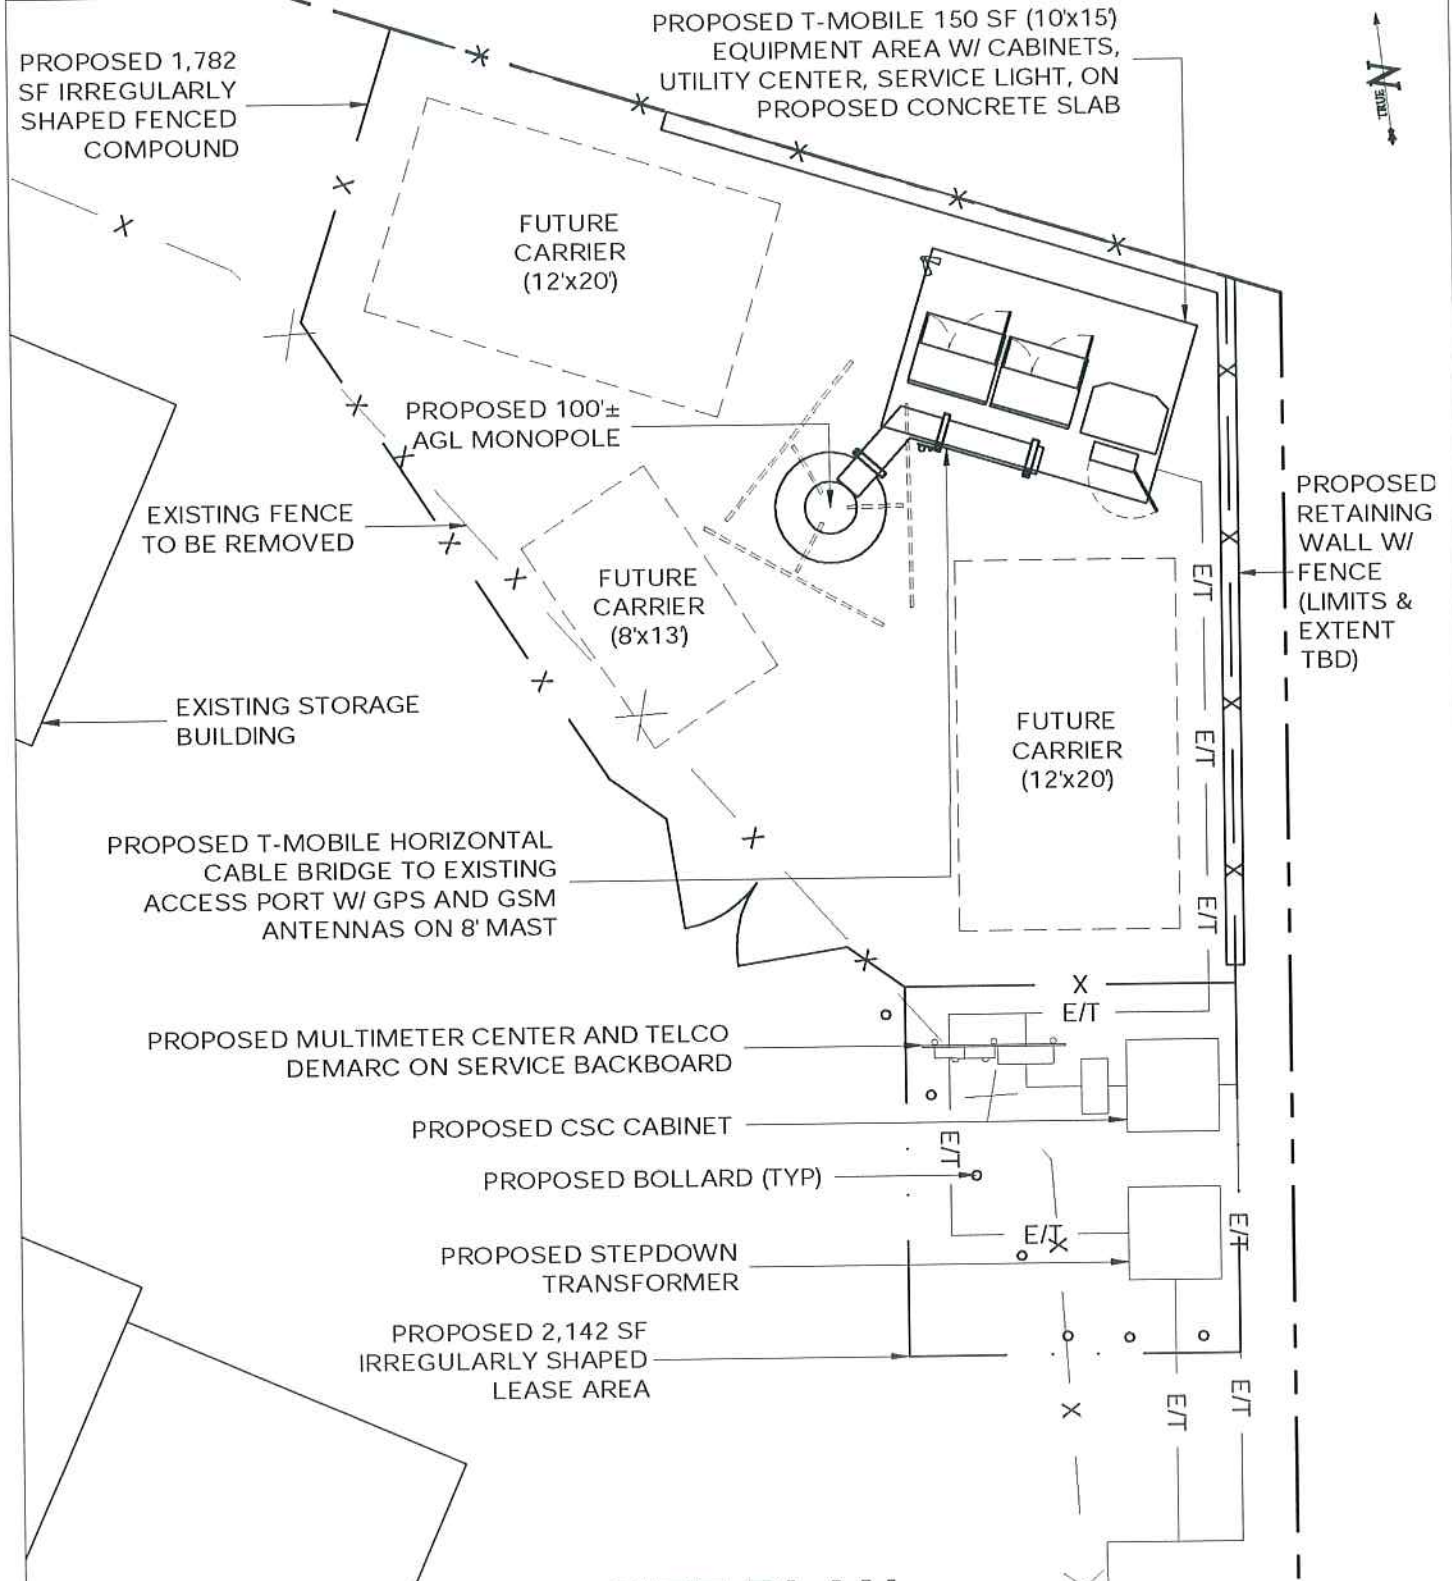 PROPOSED T-MOBILE 150 SF (10'x15')
EQUIPMENT AREA W/ CABINETS,
UTILITY CENTER, SERVICE LIGHT, ON
PROPOSED CONCRETE SLAB
TRUE N
PROPOSED 1,782
SF IRREGULARLY
SHAPED FENCED
COMPOUND
X
X
X
X
X
X
X
FUTURE
CARRIER
(12'x20')
X
X
PROPOSED 100'±
AGL MONOPOLE
X
EXISTING FENCE
TO BE REMOVED
X
X
PROPOSED
RETAINING
WALL W/
FENCE
(LIMITS &
EXTENT
TBD)
X
X
X
X
FUTURE
CARRIER
(8'x13')
E/T
X
EXISTING STORAGE
BUILDING
FUTURE
CARRIER
(12'x20')
E/T
PROPOSED T-MOBILE HORIZONTAL
CABLE BRIDGE TO EXISTING
ACCESS PORT W/ GPS AND GSM
ANTENNAS ON 8' MAST
X
E/T
X
X
E/T
PROPOSED MULTIMETER CENTER AND TELCO
DEMARC ON SERVICE BACKBOARD
PROPOSED CSC CABINET
E/T
PROPOSED BOLLARD (TYP)
E/T
X
E/T
PROPOSED STEPDOWN
TRANSFORMER
PROPOSED 2,142 SF
IRREGULARLY SHAPED
LEASE AREA
X
E/T
E/T